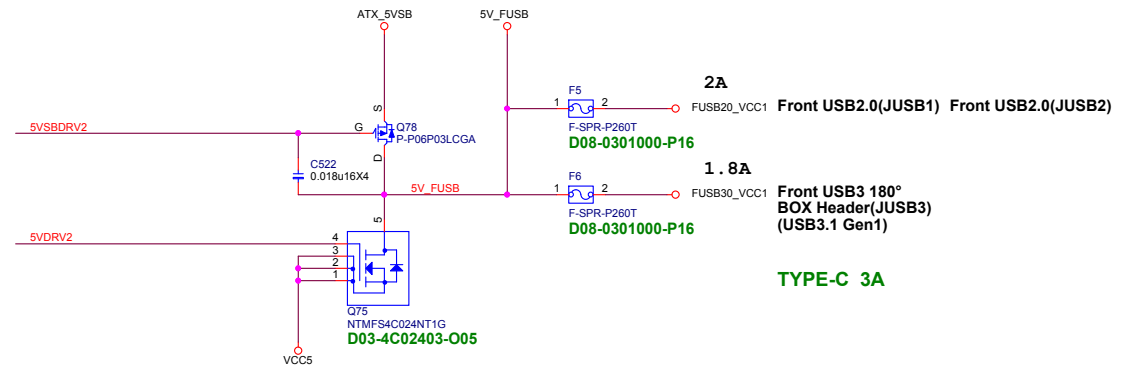 ATX_5VSB
5V_FUSB
2A
F5
1
2
FUSB20_VCC1
Front USB2.0(JUSB1) Front USB2.0(JUSB2)
F-SPR-P260T
D08-0301000-P16
5VSBDRV2
S
G
Q78
P-P06P03LCGA
D
C522
0.018u16X4
5V_FUSB
1.8A
F6
1
2
FUSB30_VCC1
Front USB3 180°
BOX Header(JUSB3)
(USB3.1 Gen1)
F-SPR-P260T
D08-0301000-P16
5VDRV2
5
4
3
2
1
TYPE-C 3A
Q75
NTMFS4C024NT1G
D03-4C02403-O05
VCC5